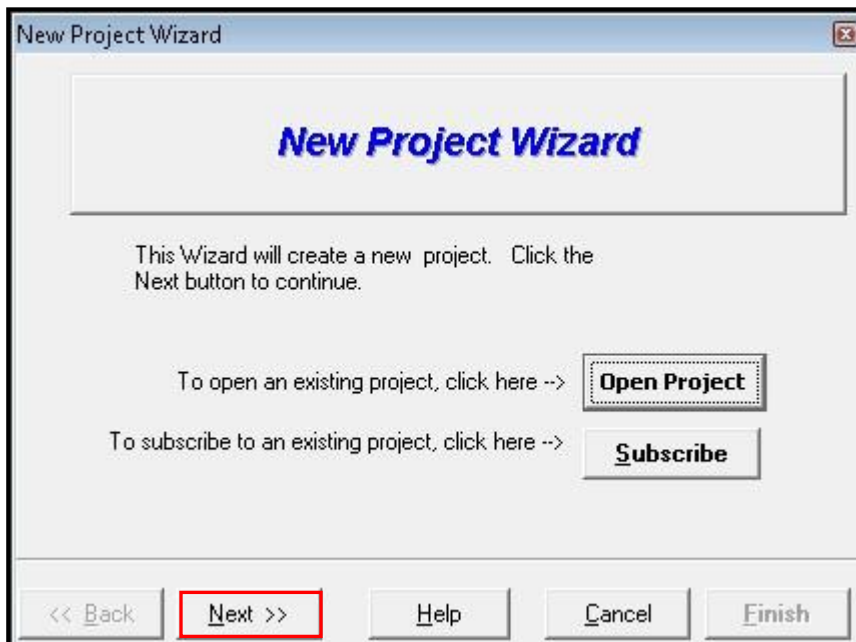 New Project Wizard
New Project Wizard
This Wizard will create a new  project.   Click the
Next button to continue.
To open an existing project, click here --> Open Project
To subscribe to an existing project, click here --> Subscribe
<< Back Next >> Help Cancel Finish